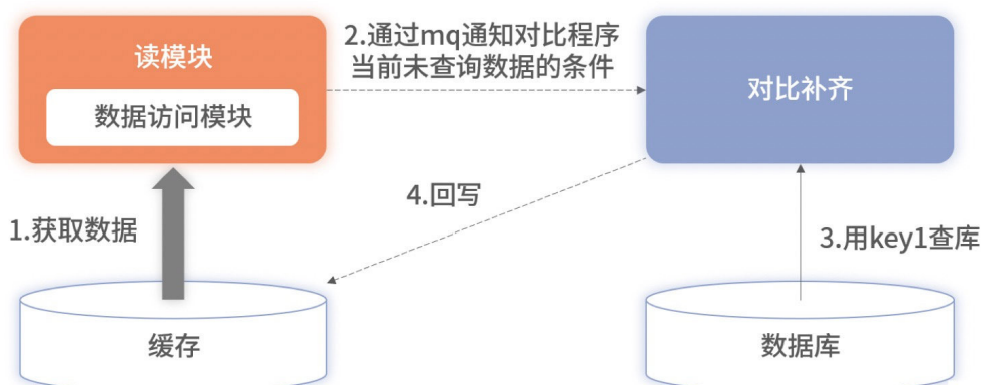 读模块
数据访问模块
2.通过mq通知对比程序
当前未查询数据的条件
对比补齐
1.获取数据
4.回写
3.用key1查库
缓存
数据库